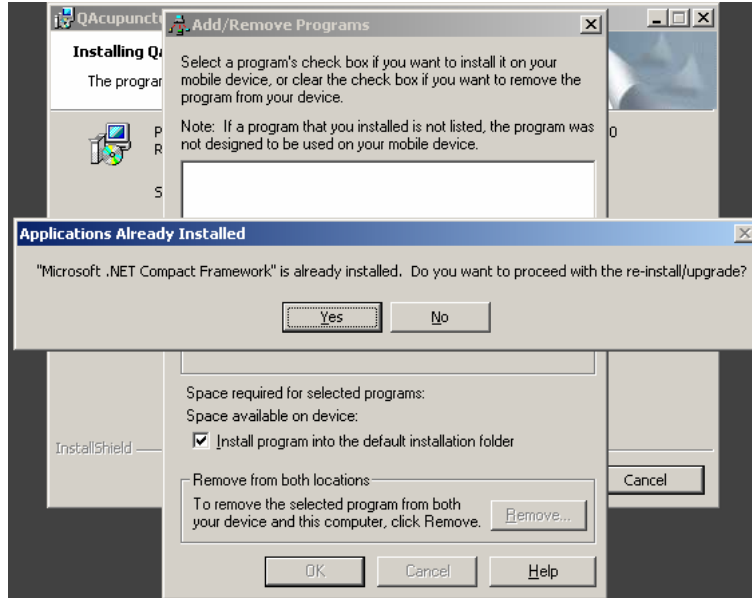 QAcupunct
Add/Remove Programs
Installing
The program
Select a program's check box if you want to install it on your
mobile device, or clear the check box if you want to remove the
program from your device.
Note: If a program that you installed is not listed, the program was
not designed to be used on your mobile device.
P
R
S
0
Applications Already Installed
"Microsoft .NET Compact Framework" is already installed. Do you want to proceed with the re-install/upgrade?
Yes
No
Space required for selected programs:
Space available on device:
Install program into the default installation folder
InstallShield
Remove from both locations
To remove the selected program from both
your device and this computer, click Remove.
Remove...
Cancel
OK
Cancel
Help